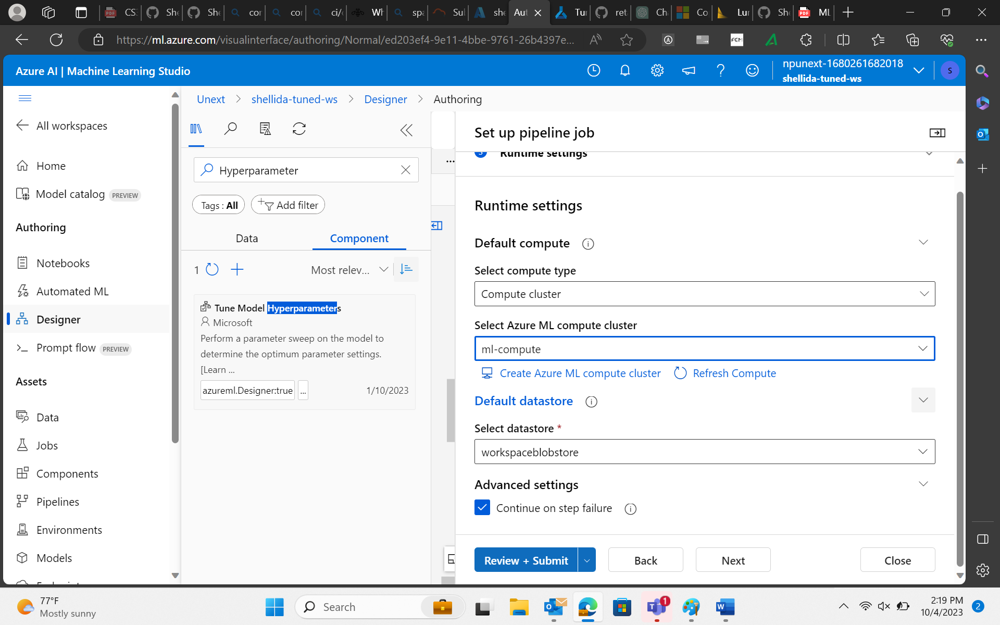 CS:
She
She
cor
cor
ci/c
Wh
spa
Sul
she
Aut
Tur
ret
Cha
Co
Lur
She
ML
https://ml.azure.com/visualinterface/authoring/Normal/ed203ef4-9e11-4bbe-9761-26b4397e...
FCM
Azure AI | Machine Learning Studio
npunext-1680261682018
shellida-tuned-ws
S
All workspaces
Home
Model catalog PREVIEW
Authoring
Notebooks
Automated ML
Designer
Prompt flow PREVIEW
Assets
Data
Jobs
Components
Pipelines
Environments
Models
Unext > shellida-tuned-ws > Designer > Authoring
Hyperparameter
Tags : All
Add filter
Data
Component
1
Most relev...
Tune Model Hyperparameters
Microsoft
Perform a parameter sweep on the model to
determine the optimum parameter settings.
[Learn ...
azureml.Designer:true
...
1/10/2023
Set up pipeline job
Runtime settings
Runtime settings
Default compute
Select compute type
Compute cluster
Select Azure ML compute cluster
ml-compute
Create Azure ML compute cluster
Refresh Compute
Default datastore
Select datastore *
workspaceblobstore
Advanced settings
Continue on step failure
Review + Submit
Back
Next
Close
77°F
Mostly sunny
Search
1
2:19 PM
10/4/2023
2